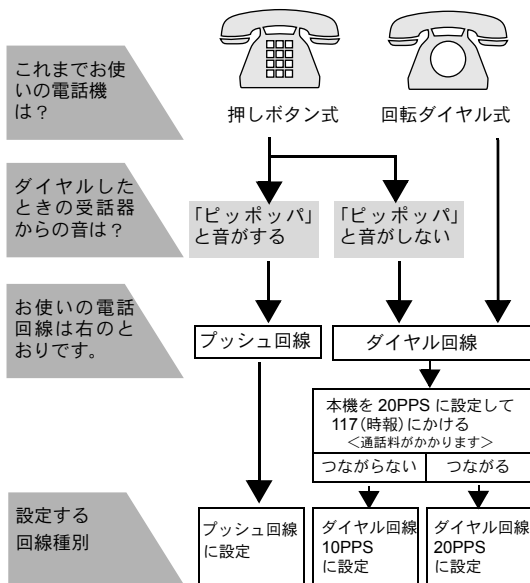 これまでお使
いの電話機
は？
押しボタン式
回転ダイヤル式
ダイヤルした
ときの受話器
からの音は？
「ピッポッパ」
と音がする
「ピッポッパ」
と音がしない
お使いの電話
回線は右のと
おりです。
プッシュ回線
ダイヤル回線
本機を 20PPS に設定して
117（時報）にかける
＜通話料がかかります＞
つながらない
つながる
設定する
回線種別
プッシュ回線
に設定
ダイヤル回線
10PPS
に設定
ダイヤル回線
20PPS
に設定